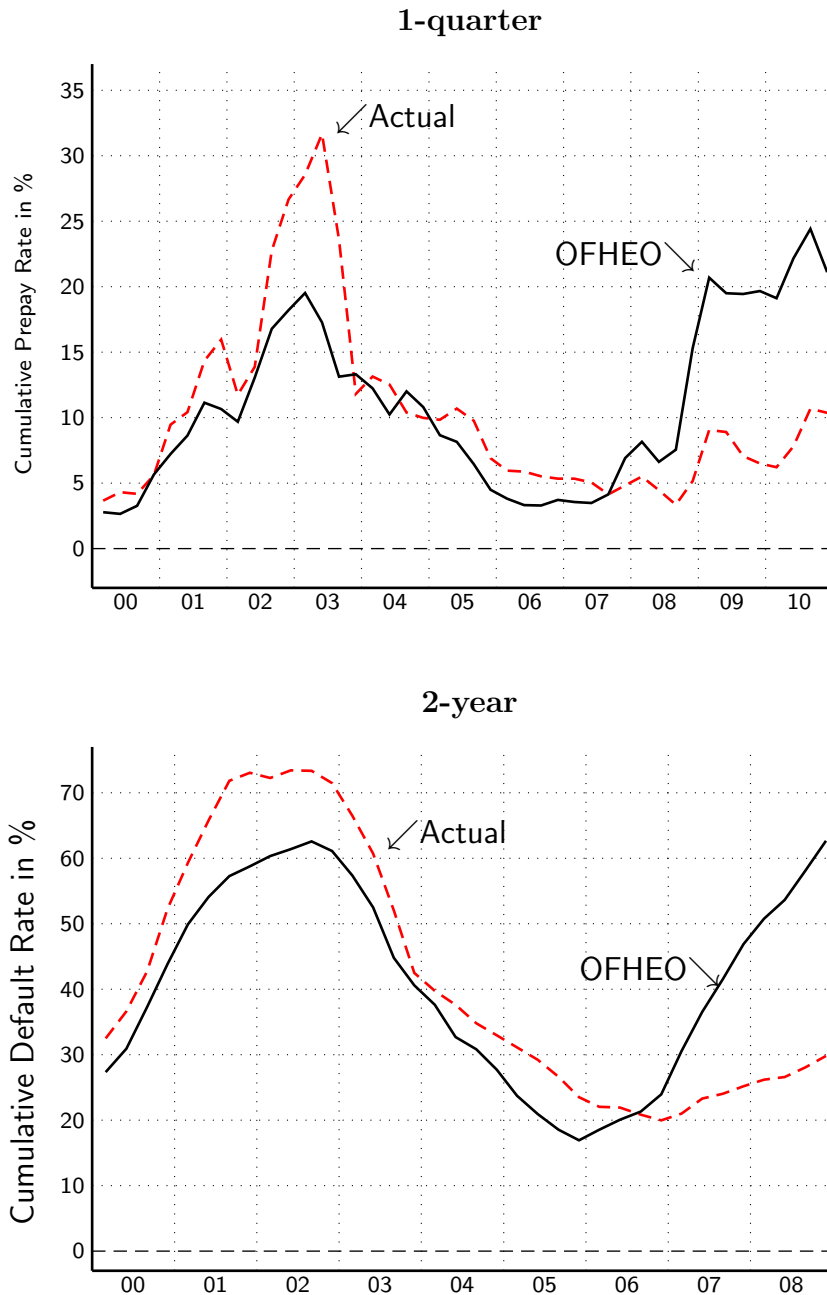 1-quarter
Cumulative Prepay Rate in %
35
30
25
20
15
10
5
0
Actual
OFHEO
00 01 02 03 04 05 06 07 08 09 10
2-year
Cumulative Default Rate in %
70
60
50
40
30
20
10
0
Actual
OFHEO
00 01 02 03 04 05 06 07 08